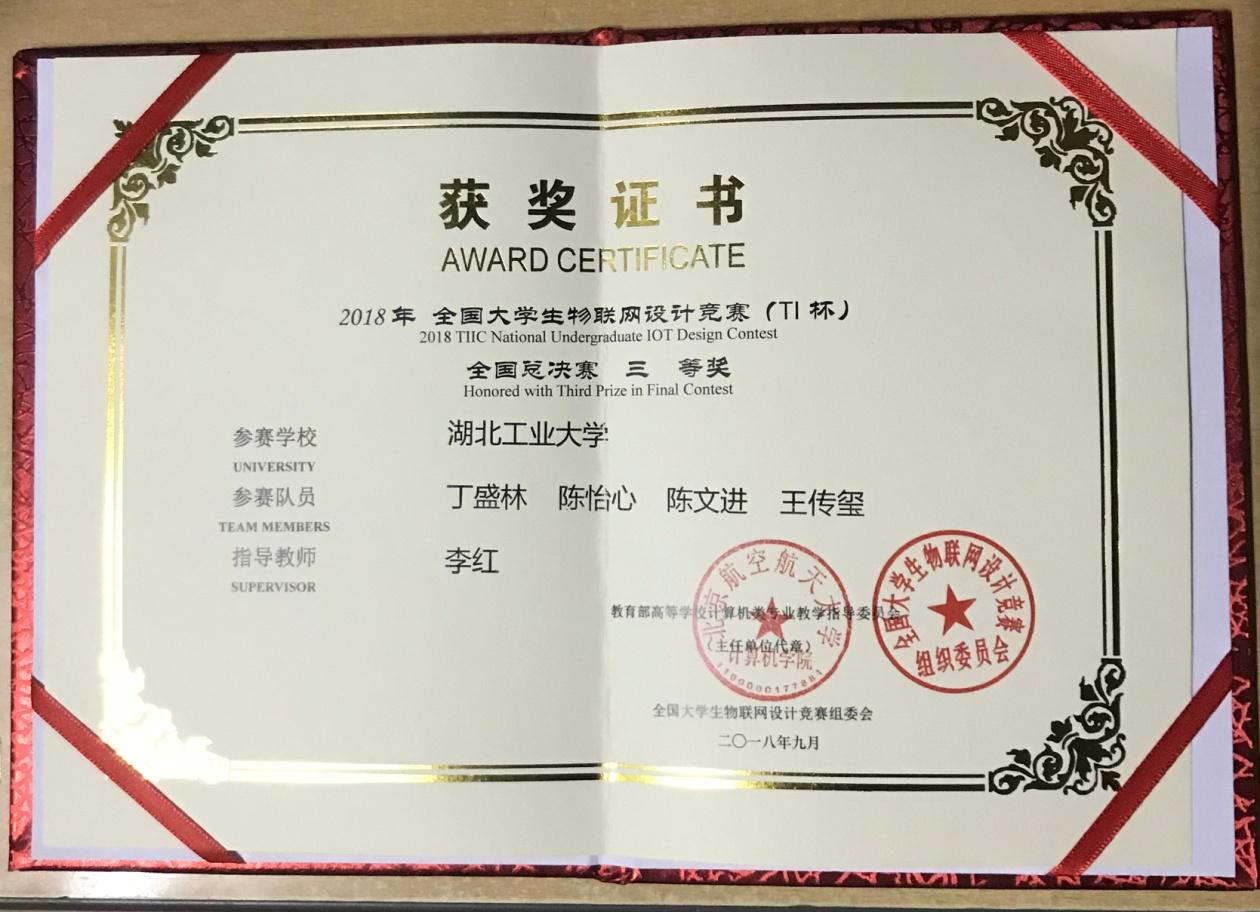 获奖证书
AWARD CERTIFICATE
2018年 全国大学生物联网设计竞赛（TI 杯）
2018 TIIC National Undergraduate IOT Design Contest
全国总决赛 三 等奖
Honored with Third Prize in Final Contest
参赛学校 湖北工业大学
UNIVERSITY
参赛队员 丁盛林 陈怡心 陈文进 王传玺
TEAM MEMBERS
指导教师 李红
SUPERVISOR
教育部高等学校计算机类专业教学指导委员会
（主任单位代章）
全国大学生物联网设计竞赛组委会
二〇一八年九月
北京航空航天大学
计算机学院
1100000177881
全国大学生物联网设计竞赛
组织委员会